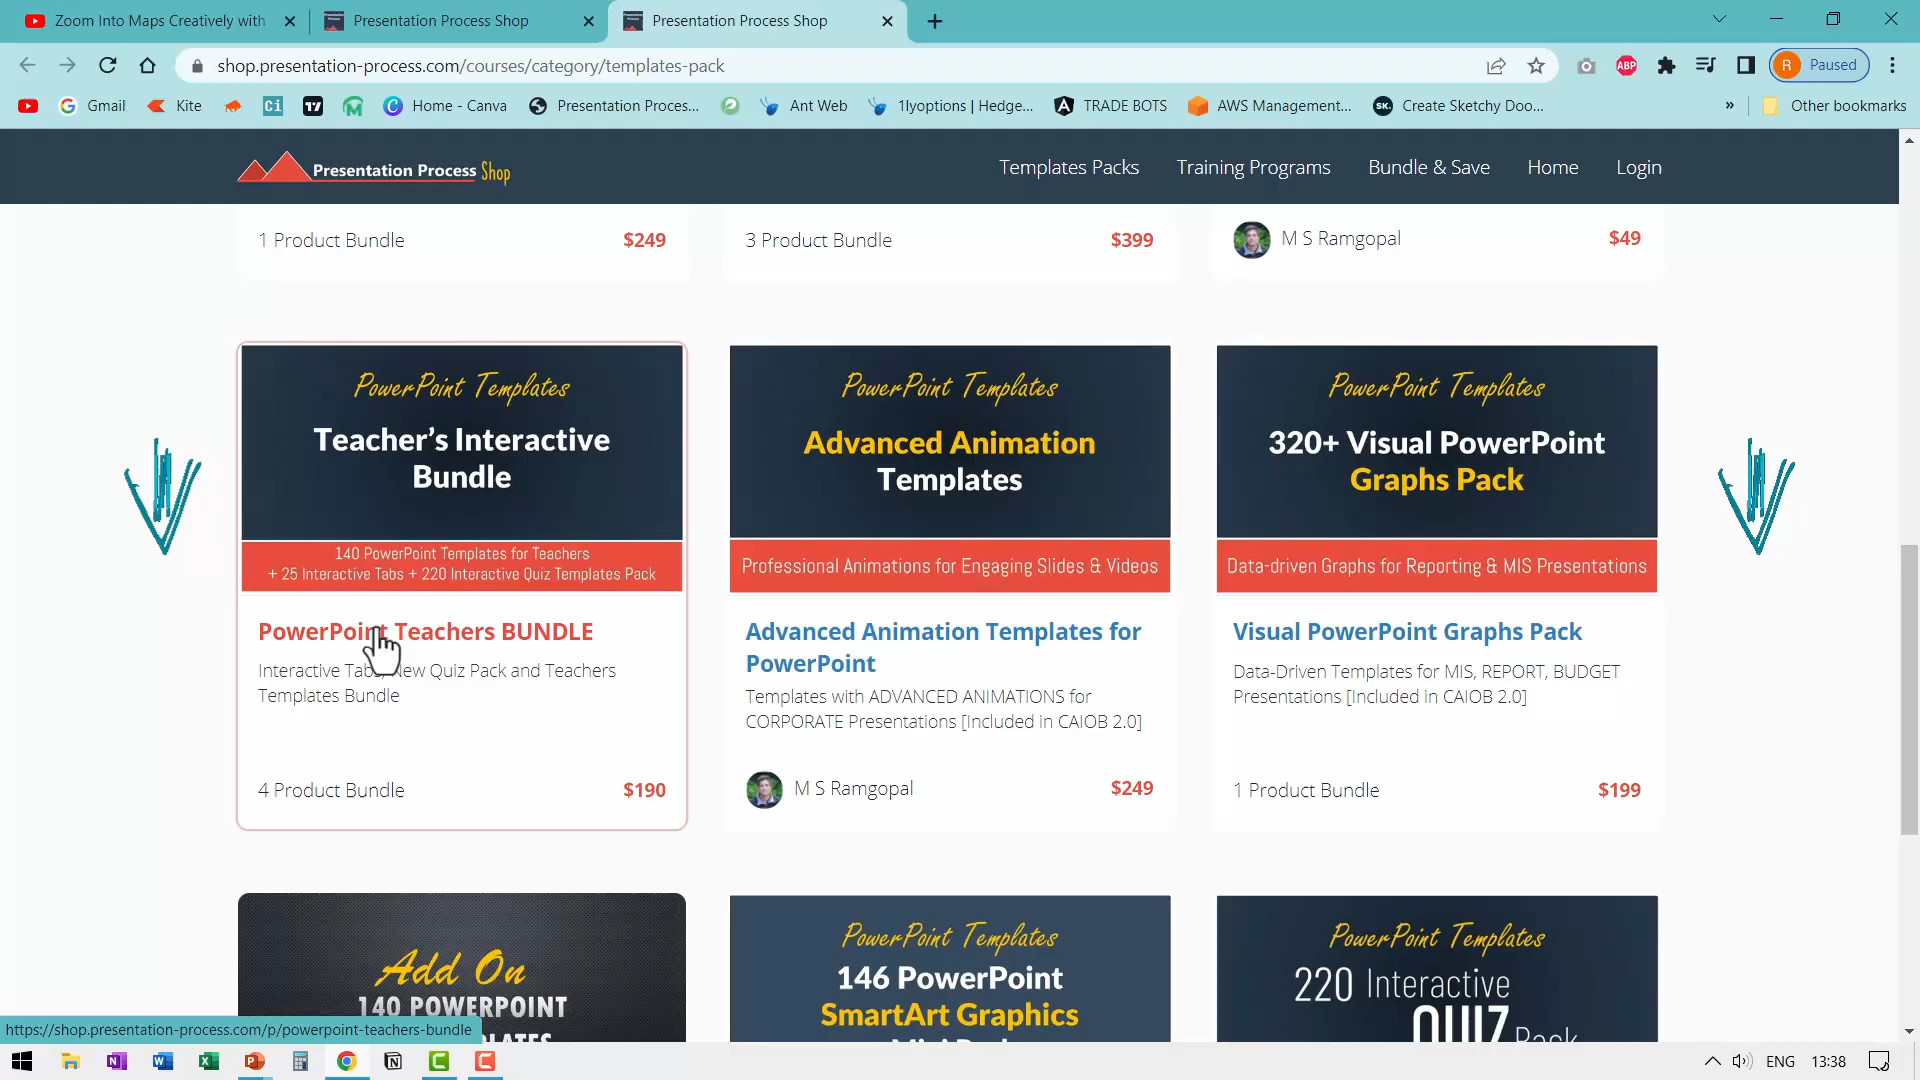 Zoom Into Maps Creatively with
Presentation Process Shop
Presentation Process Shop
shop.presentation-process.com/courses/category/templates-pack
ABP
R Paused
Gmail
Kite
Ci
Home - Canva
Presentation Proces...
Ant Web
1lyoptions | Hedge...
TRADE BOTS
AWS Management...
SK.
Create Sketchy Doo...
»
Other bookmarks
Presentation Process Shop
Templates Packs
Training Programs
Bundle & Save
Home
Login
1 Product Bundle
$249
3 Product Bundle
$399
M S Ramgopal
$49
PowerPoint Templates
Teacher's Interactive
Bundle
140 PowerPoint Templates for Teachers
+ 25 Interactive Tabs + 220 Interactive Quiz Templates Pack
PowerPoint Teachers BUNDLE
Interactive Tabs, New Quiz Pack and Teachers
Templates Bundle
4 Product Bundle
$190
PowerPoint Templates
Advanced Animation
Templates
Professional Animations for Engaging Slides & Videos
Advanced Animation Templates for
PowerPoint
Templates with ADVANCED ANIMATIONS for
CORPORATE Presentations [Included in CAIOB 2.0]
M S Ramgopal
$249
PowerPoint Templates
320+ Visual PowerPoint
Graphs Pack
Data-driven Graphs for Reporting & MIS Presentations
Visual PowerPoint Graphs Pack
Data-Driven Templates for MIS, REPORT, BUDGET
Presentations [Included in CAIOB 2.0]
1 Product Bundle
$199
Add On
140 POWERPOINT
PowerPoint Templates
146 PowerPoint
SmartArt Graphics
PowerPoint Templates
220 Interactive
QUIZ Pack
https://shop.presentation-process.com/p/powerpoint-teachers-bundle
ENG
13:38